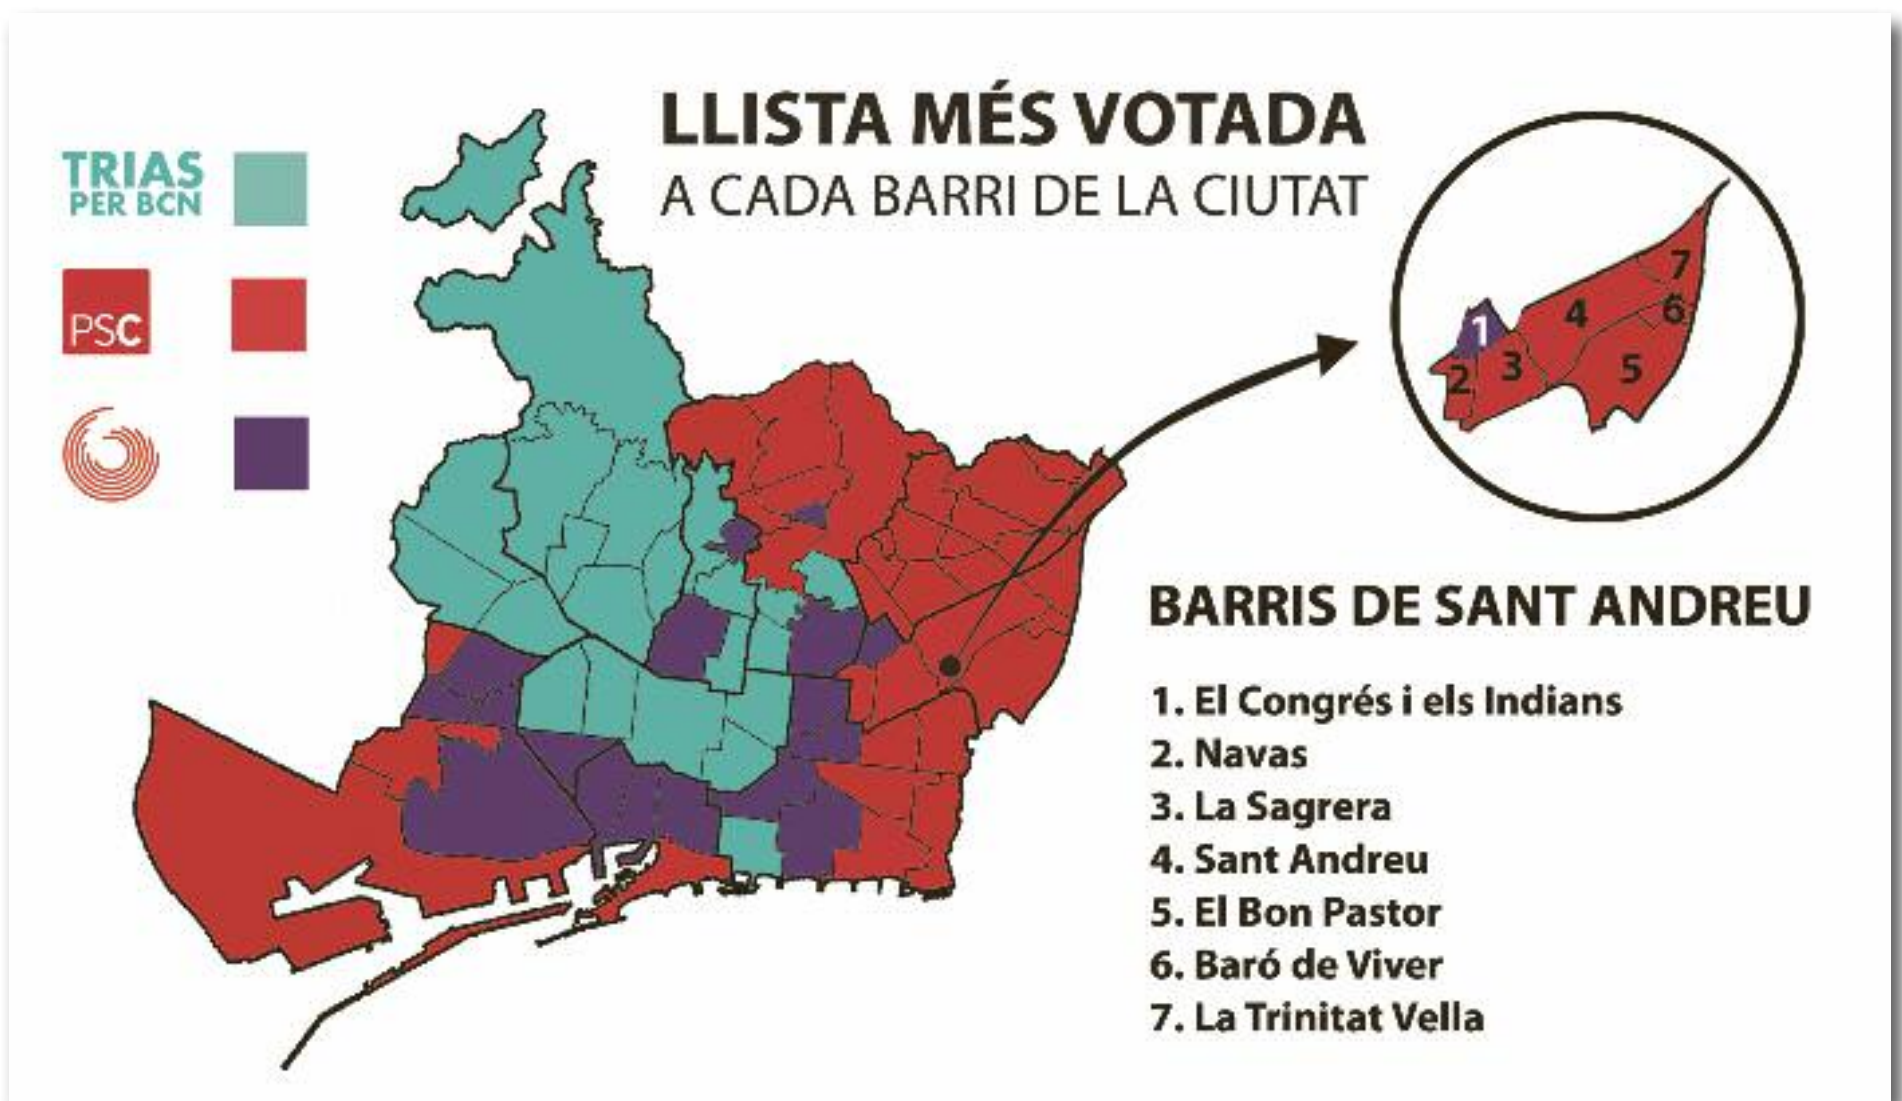 LLISTA MÉS VOTADA
A CADA BARRI DE LA CIUTAT
TRIAS
PER BCN
PSC
1
2
3
4
5
6
7
BARRIS DE SANT ANDREU
1. El Congrés i els Indians
2. Navas
3. La Sagrera
4. Sant Andreu
5. El Bon Pastor
6. Baró de Viver
7. La Trinitat Vella